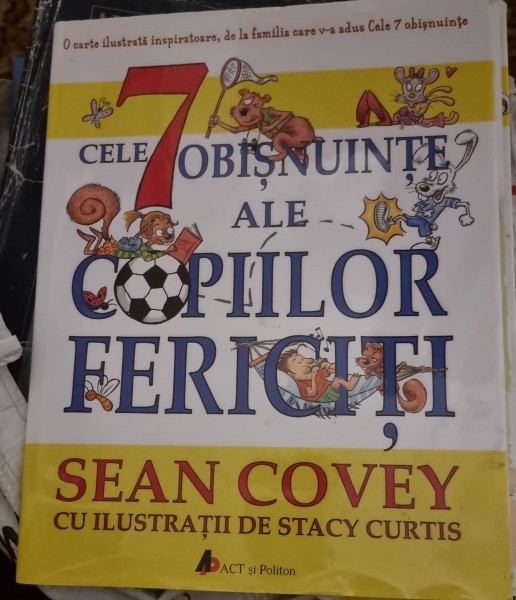 O carte ilustrată inspiratoare, de la familia care v-a adus Cele 7 obișnuințe
CELE 7 OBIȘNUINȚE
ALE
COPIILOR
FERICIȚI
SEAN COVEY
CU ILUSTRAȚII DE STACY CURTIS
ACT și Politon